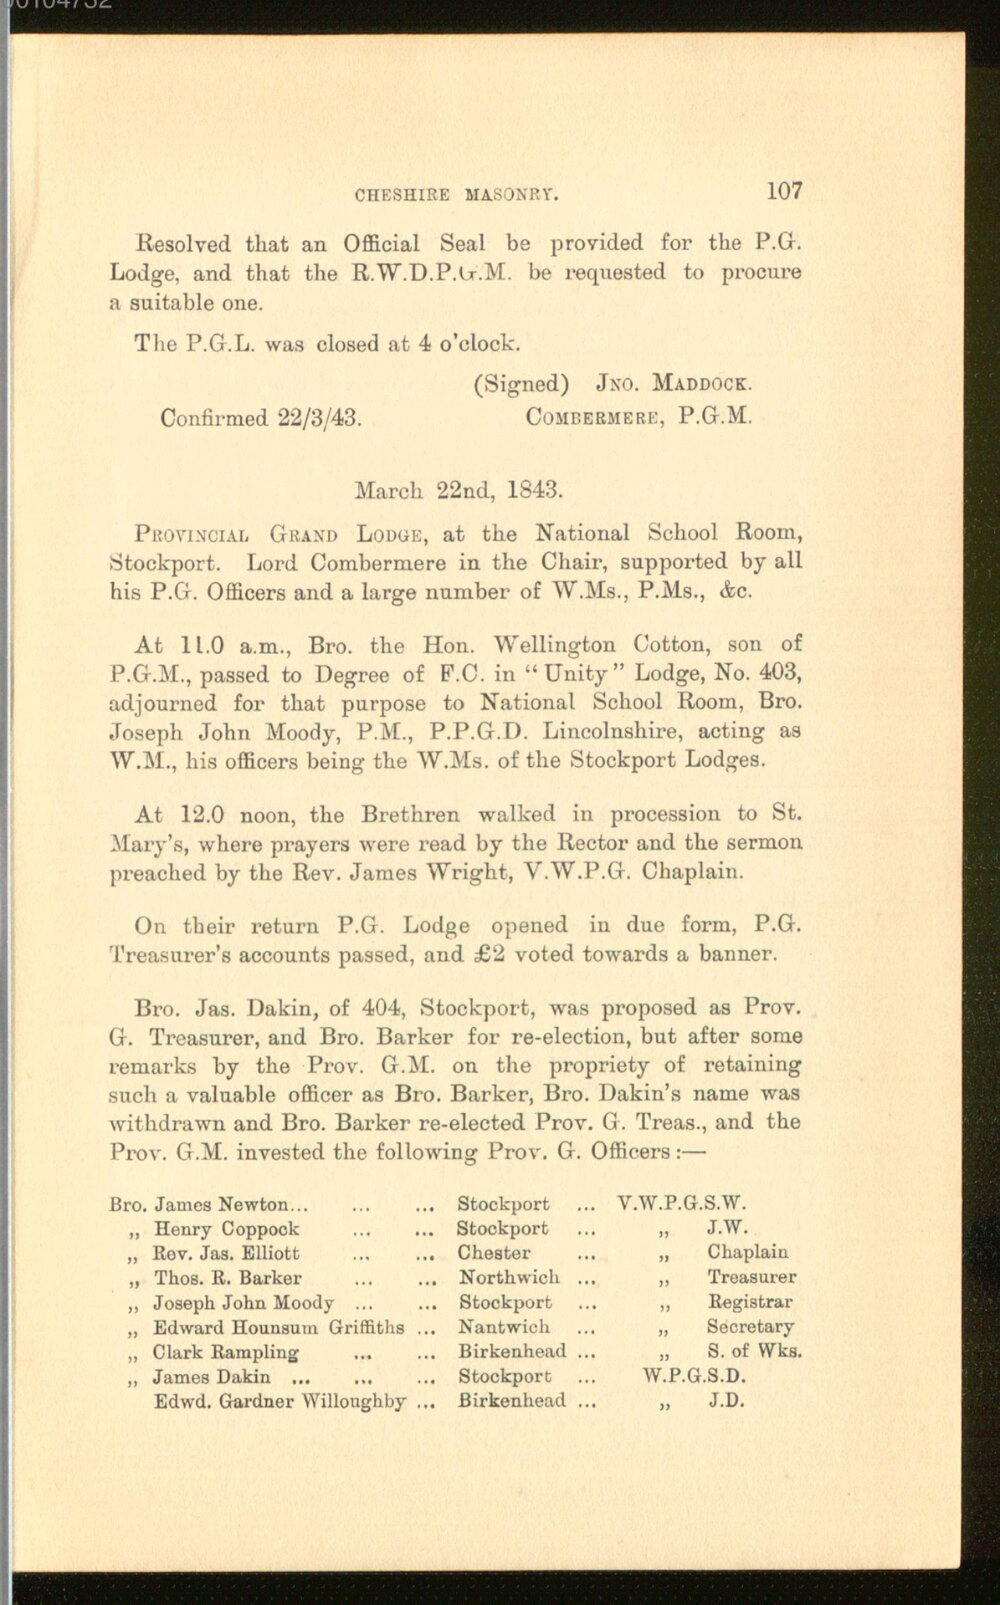 00104732
CHESHIRE MASONRY. 107
Resolved that an Official Seal be provided for the P.G.
Lodge, and that the R.W.D.P.G.M. be requested to procure
a suitable one.
The P.G.L. was closed at 4 o'clock.
(Signed) JNO. MADDOCK.
Confirmed 22/3/43. COMBERMERE, P.G.M.
March 22nd, 1843.
PROVINCIAL GRAND LODGE, at the National School Room,
Stockport. Lord Combermere in the Chair, supported by all
his P.G. Officers and a large number of W.Ms., P.Ms., &c.
At 11.0 a.m., Bro. the Hon. Wellington Cotton, son of
P.G.M., passed to Degree of F.C. in “Unity” Lodge, No. 403,
adjourned for that purpose to National School Room, Bro.
Joseph John Moody, P.M., P.P.G.D. Lincolnshire, acting as
W.M., his officers being the W.Ms. of the Stockport Lodges.
At 12.0 noon, the Brethren walked in procession to St.
Mary's, where prayers were read by the Rector and the sermon
preached by the Rev. James Wright, V.W.P.G. Chaplain.
On their return P.G. Lodge opened in due form, P.G.
Treasurer's accounts passed, and £2 voted towards a banner.
Bro. Jas. Dakin, of 404, Stockport, was proposed as Prov.
G. Treasurer, and Bro. Barker for re-election, but after some
remarks by the Prov. G.M. on the propriety of retaining
such a valuable officer as Bro. Barker, Bro. Dakin's name was
withdrawn and Bro. Barker re-elected Prov. G. Treas., and the
Prov. G.M. invested the following Prov. G. Officers:—
Bro. James Newton... ... ... Stockport ... V.W.P.G.S.W.
„ Henry Coppock ... ... Stockport ... „ J.W.
„ Rev. Jas. Elliott ... ... Chester ... „ Chaplain
„ Thos. R. Barker ... ... Northwich ... „ Treasurer
„ Joseph John Moody ... ... Stockport ... „ Registrar
„ Edward Hounsum Griffiths ... Nantwich ... „ Secretary
„ Clark Rampling ... ... Birkenhead ... „ S. of Wks.
„ James Dakin ... ... ... Stockport ... W.P.G.S.D.
Edwd. Gardner Willoughby ... Birkenhead ... „ J.D.